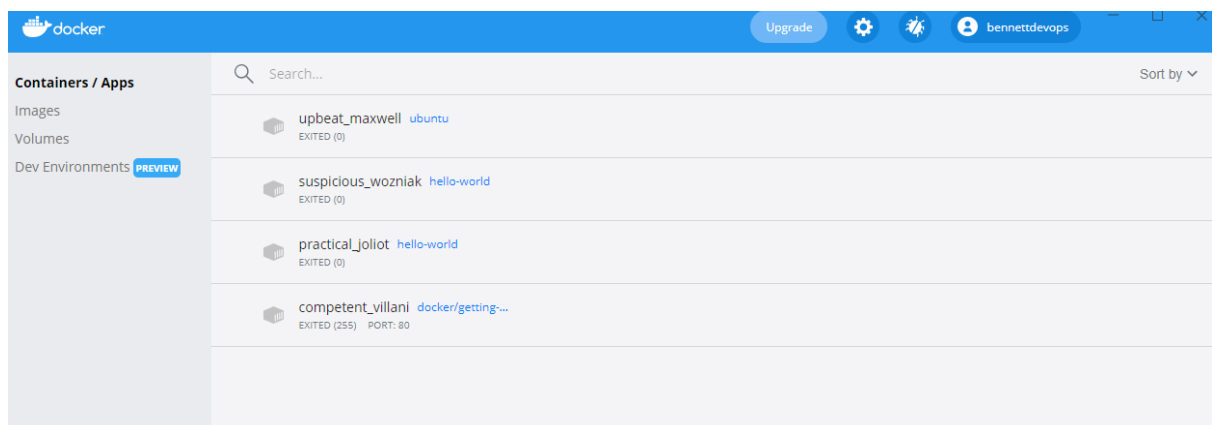 docker
Upgrade
bennettdevops
Containers / Apps
Images
Volumes
Dev Environments PREVIEW
Search...
Sort by
upbeat_maxwell ubuntu
EXITED (0)
suspicious_wozniak hello-world
EXITED (0)
practical_joliot hello-world
EXITED (0)
competent_villani docker/getting-...
EXITED (255) PORT: 80